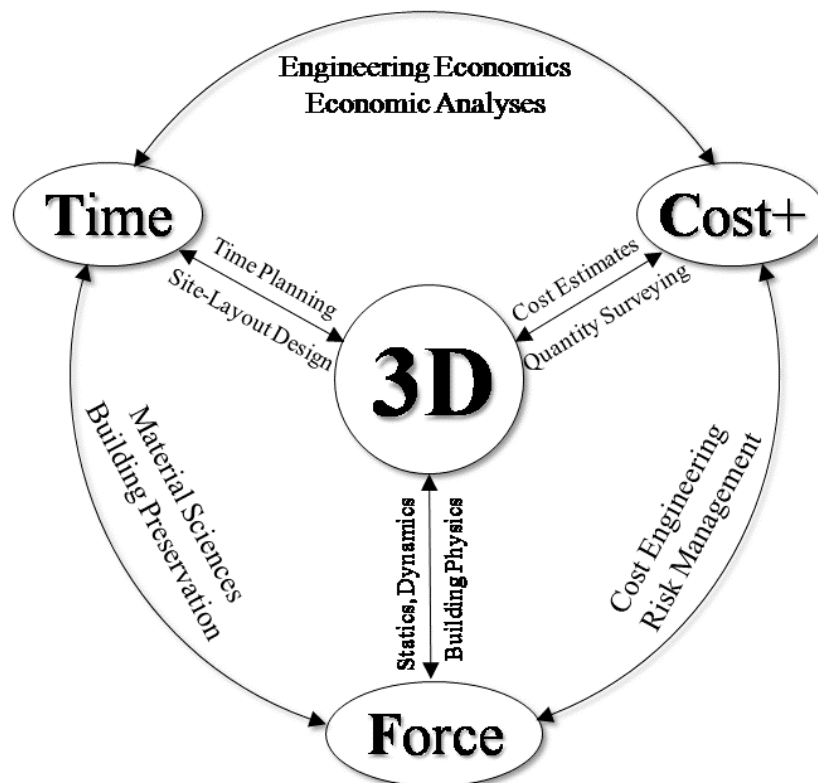 Engineering Economics
Economic Analyses
Time
Cost+
Time Planning
Site-Layout Design
Cost Estimates
Quantity Surveying
3D
Material Sciences
Building Preservation
Statics, Dynamics
Building Physics
Cost Engineering
Risk Management
Force